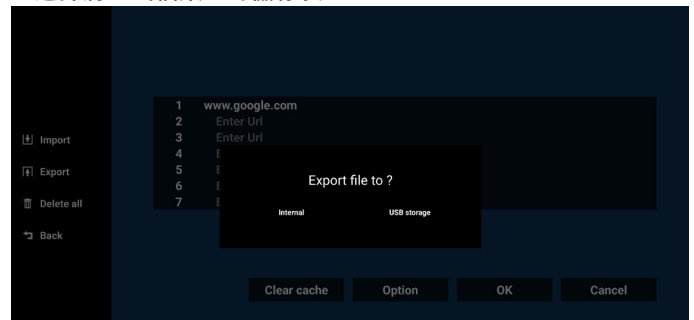 1 www.google.com
2 Enter Url
3 Enter Url
4 E
5 E
6 E
7 E
Import
Export
Delete all
Back
Export file to ?
Internal USB storage
Clear cache Option OK Cancel